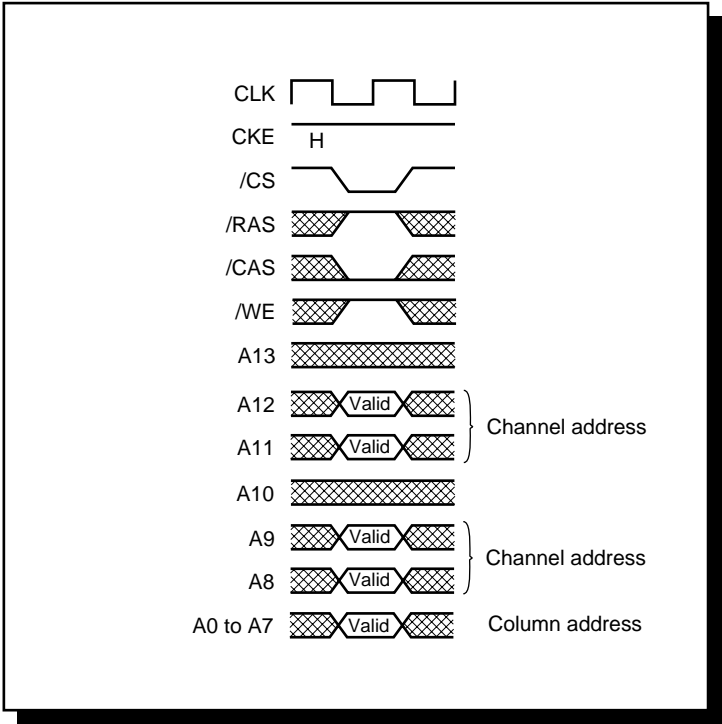 CLK
CKE H
/CS
/RAS
/CAS
/WE
A13
A12 Valid
Channel address
A11 Valid
A10
A9 Valid
Channel address
A8 Valid
A0 to A7 Valid Column address